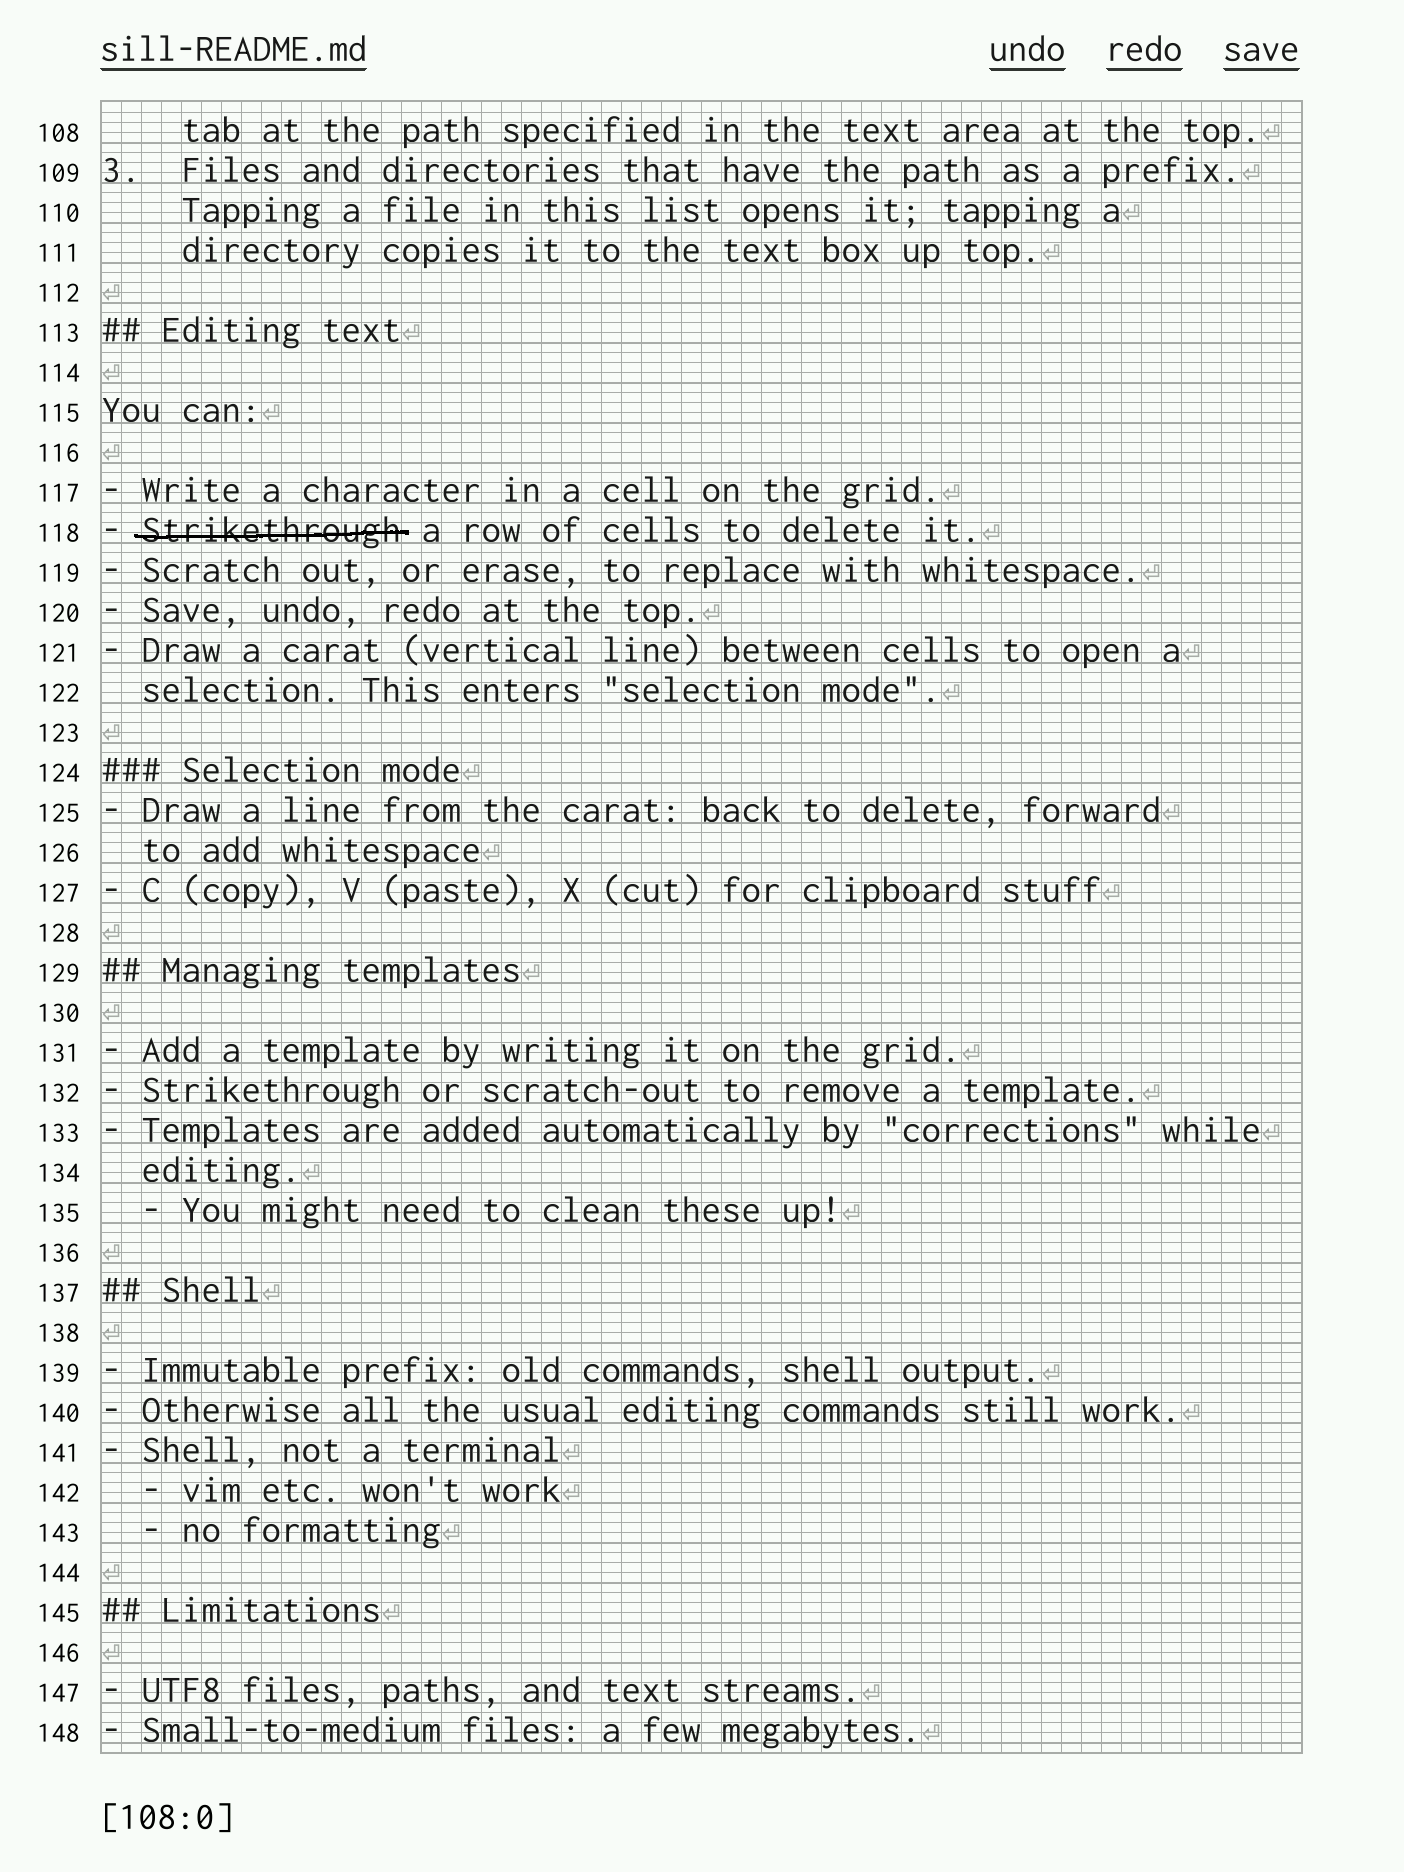 sill-README.md undo redo save
108 tab at the path specified in the text area at the top.⏎
109 3. Files and directories that have the path as a prefix.⏎
110 Tapping a file in this list opens it; tapping a⏎
111 directory copies it to the text box up top.⏎
112 ⏎
113 ## Editing text⏎
114 ⏎
115 You can:⏎
116 ⏎
117 - Write a character in a cell on the grid.⏎
118 - Strikethrough a row of cells to delete it.⏎
119 - Scratch out, or erase, to replace with whitespace.⏎
120 - Save, undo, redo at the top.⏎
121 - Draw a carat (vertical line) between cells to open a⏎
122 selection. This enters "selection mode".⏎
123 ⏎
124 ### Selection mode⏎
125 - Draw a line from the carat: back to delete, forward⏎
126 to add whitespace⏎
127 - C (copy), V (paste), X (cut) for clipboard stuff⏎
128 ⏎
129 ## Managing templates⏎
130 ⏎
131 - Add a template by writing it on the grid.⏎
132 - Strikethrough or scratch-out to remove a template.⏎
133 - Templates are added automatically by "corrections" while⏎
134 editing.⏎
135 - You might need to clean these up!⏎
136 ⏎
137 ## Shell⏎
138 ⏎
139 - Immutable prefix: old commands, shell output.⏎
140 - Otherwise all the usual editing commands still work.⏎
141 - Shell, not a terminal⏎
142 - vim etc. won't work⏎
143 - no formatting⏎
144 ⏎
145 ## Limitations⏎
146 ⏎
147 - UTF8 files, paths, and text streams.⏎
148 - Small-to-medium files: a few megabytes.⏎
[108:0]